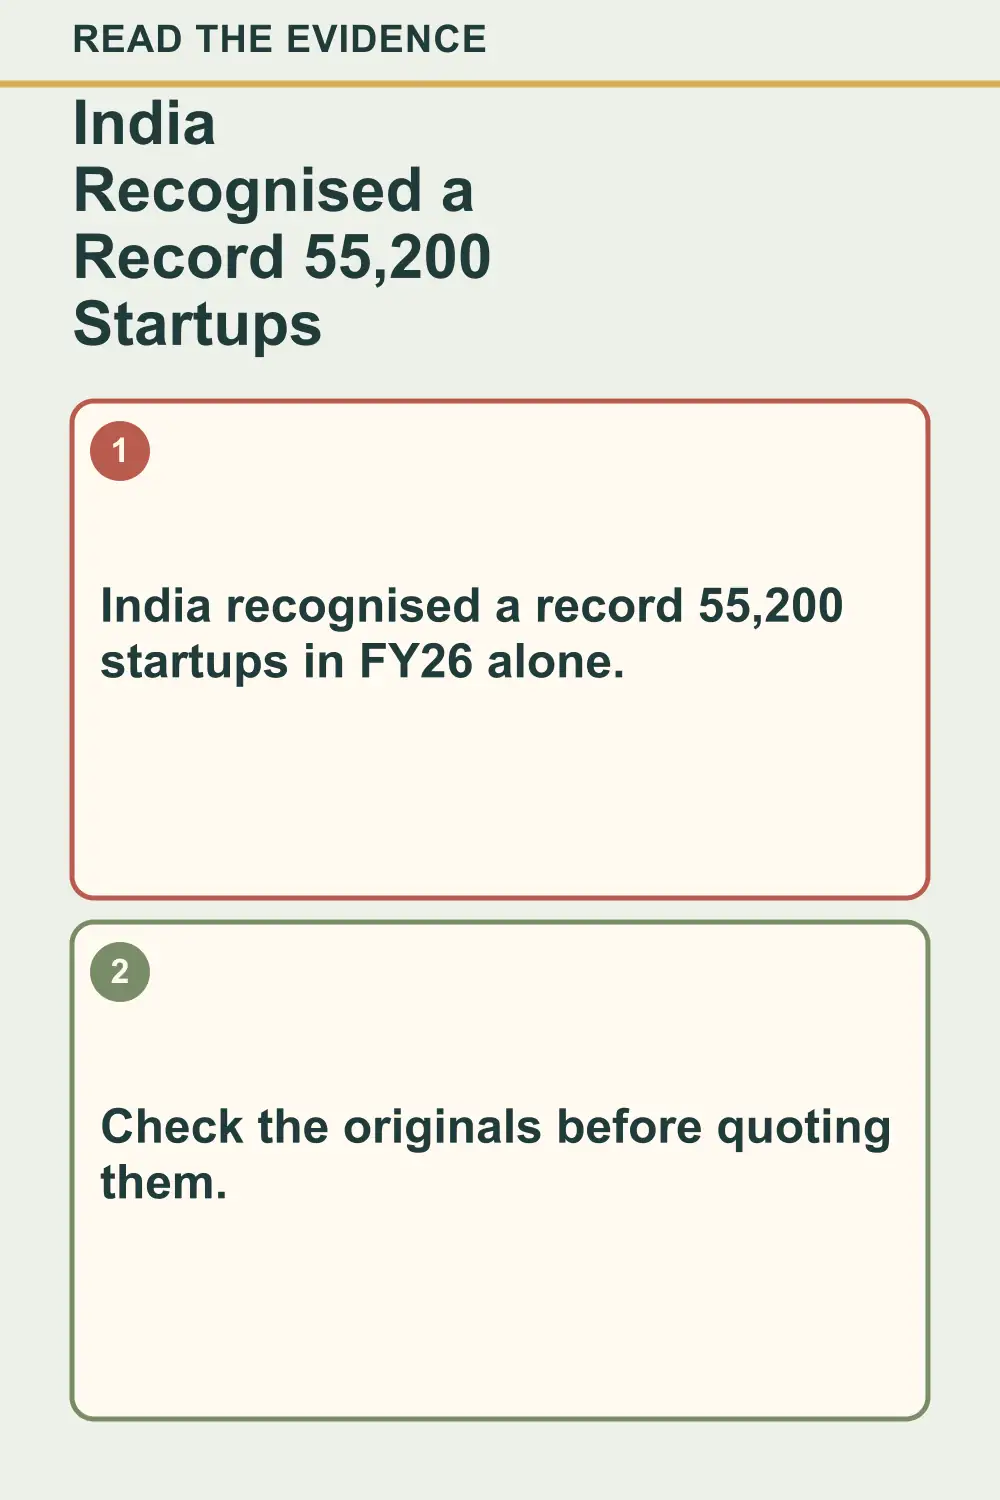 READ THE EVIDENCE
India
Recognised a
Record 55,200
Startups
1
India recognised a record 55,200
startups in FY26 alone.
2
Check the originals before quoting
them.